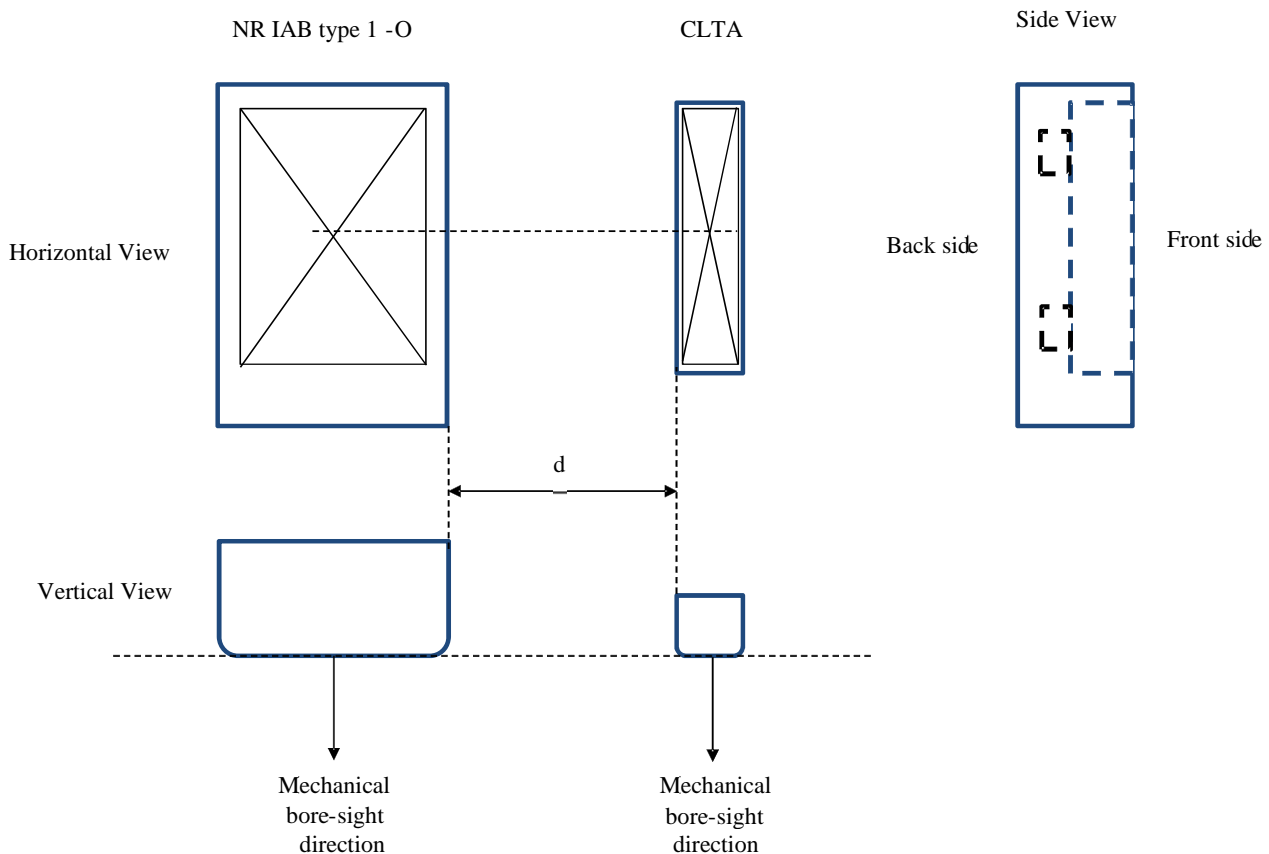 NR IAB type 1 -O
CLTA
Side View
Horizontal View
Back side
Front side
d
Vertical View
Mechanical
bore-sight
direction
Mechanical
bore-sight
direction